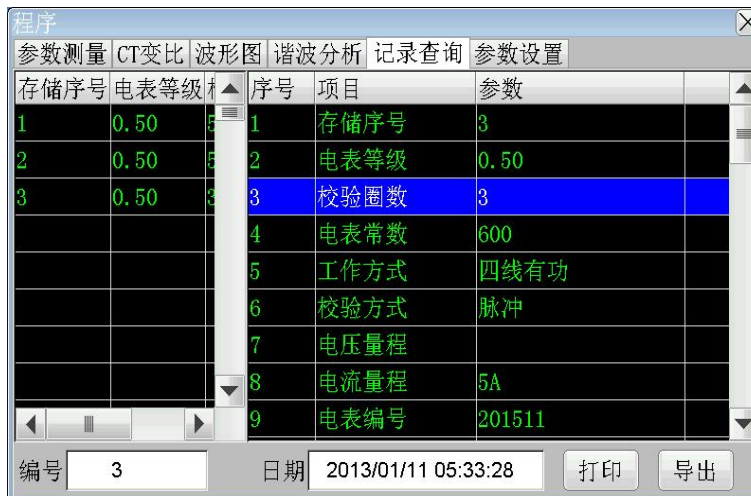 程序
参数测量 CT变比 波形图 谐波分析 记录查询 参数设置
存储序号 电表等级 序号 项目 参数
1 0.50 5 1 存储序号 3
2 0.50 5 2 电表等级 0.50
3 0.50 3 3 校验圈数 3
4 电表常数 600
5 工作方式 四线有功
6 校验方式 脉冲
7 电压量程
8 电流量程 5A
9 电表编号 201511
编号 3 日期 2013/01/11 05:33:28 打印 导出